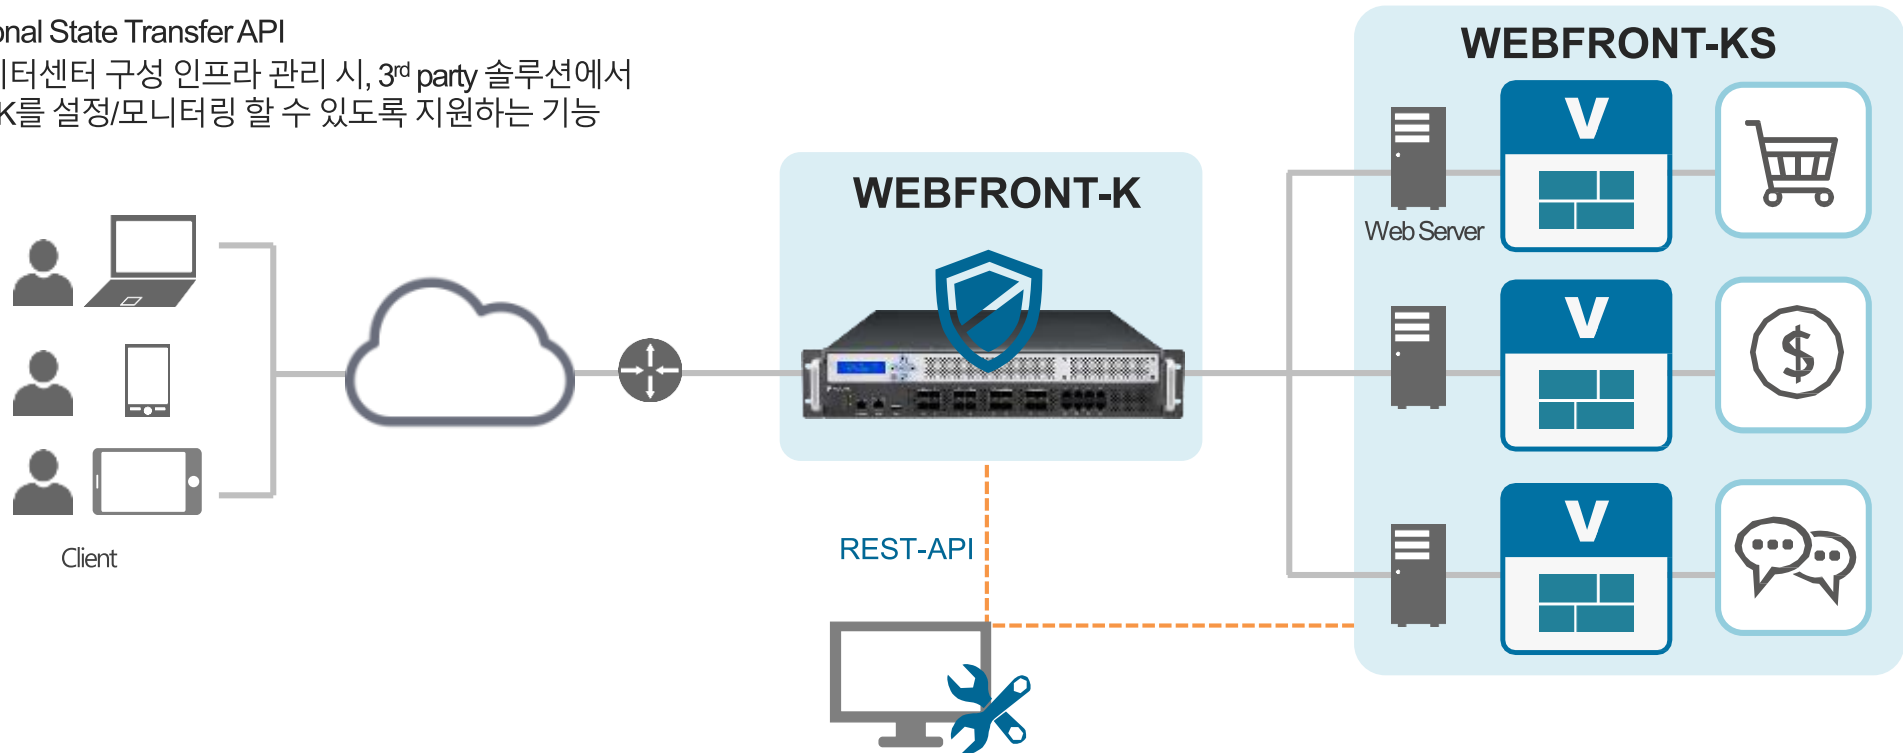 onal State Transfer API
터센터 구성 인프라 관리 시, 3rd party 솔루션에서
K를 설정/모니터링 할 수 있도록 지원하는 기능
WEBFRONT-KS
WEBFRONT-K
V
Web Server
V
V
REST-API
Client